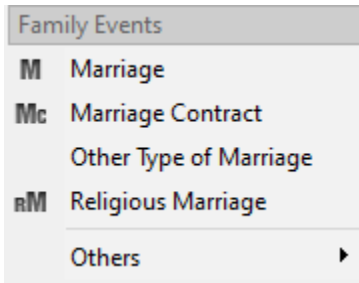 Family Events
M Marriage
Mc Marriage Contract
Other Type of Marriage
RM Religious Marriage
Others